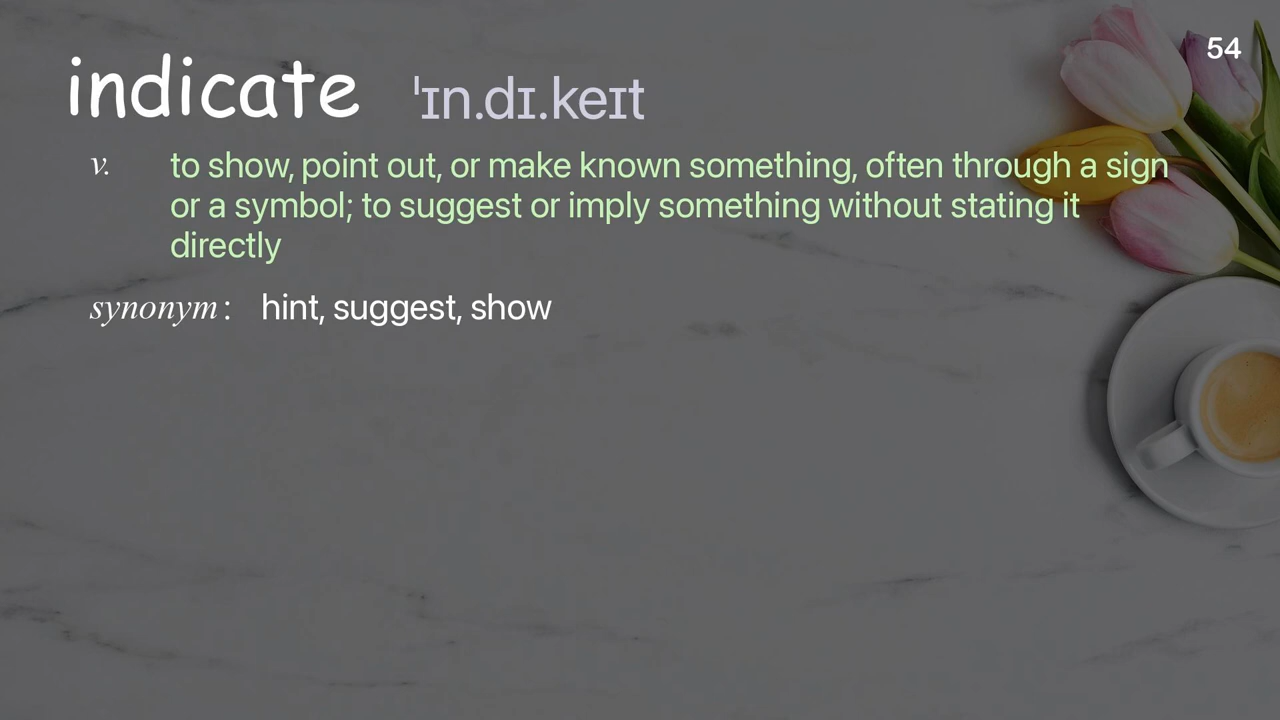 54
indicate ˈɪn.dɪ.keɪt
v. to show, point out, or make known something, often through a sign
or a symbol; to suggest or imply something without stating it
directly
synonym: hint, suggest, show